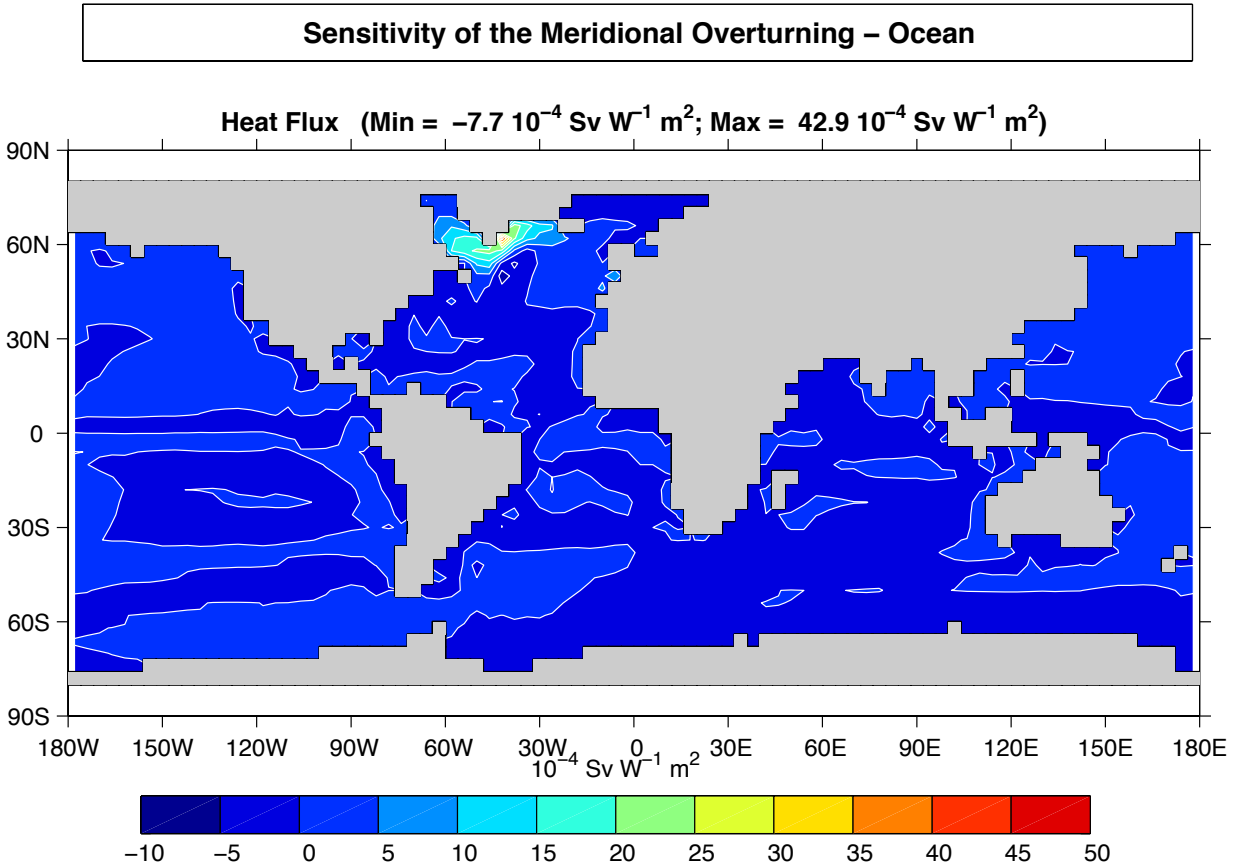 Sensitivity of the Meridional Overturning – Ocean
Heat Flux (Min = −7.7 10⁻⁴ Sv W⁻¹ m²; Max = 42.9 10⁻⁴ Sv W⁻¹ m²)
90N
60N
30N
0
30S
60S
90S
180W 150W 120W 90W 60W 30W 0 30E 60E 90E 120E 150E 180E
10⁻⁴ Sv W⁻¹ m²
−10 −5 0 5 10 15 20 25 30 35 40 45 50